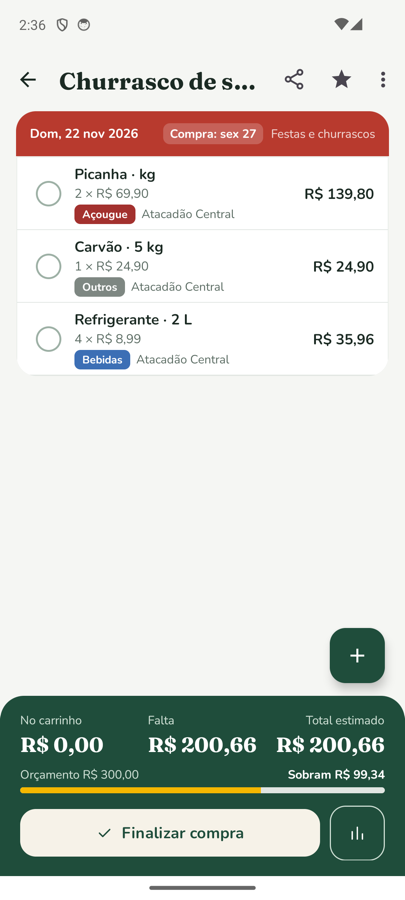 2:36
Churrasco de s...
Dom, 22 nov 2026
Compra: sex 27
Festas e churrascos
Picanha · kg
2 × R$ 69,90
R$ 139,80
Açougue
Atacadão Central
Carvão · 5 kg
1 × R$ 24,90
R$ 24,90
Outros
Atacadão Central
Refrigerante · 2 L
4 × R$ 8,99
R$ 35,96
Bebidas
Atacadão Central
No carrinho
Falta
Total estimado
R$ 0,00
R$ 200,66
R$ 200,66
Orçamento R$ 300,00
Sobram R$ 99,34
Finalizar compra